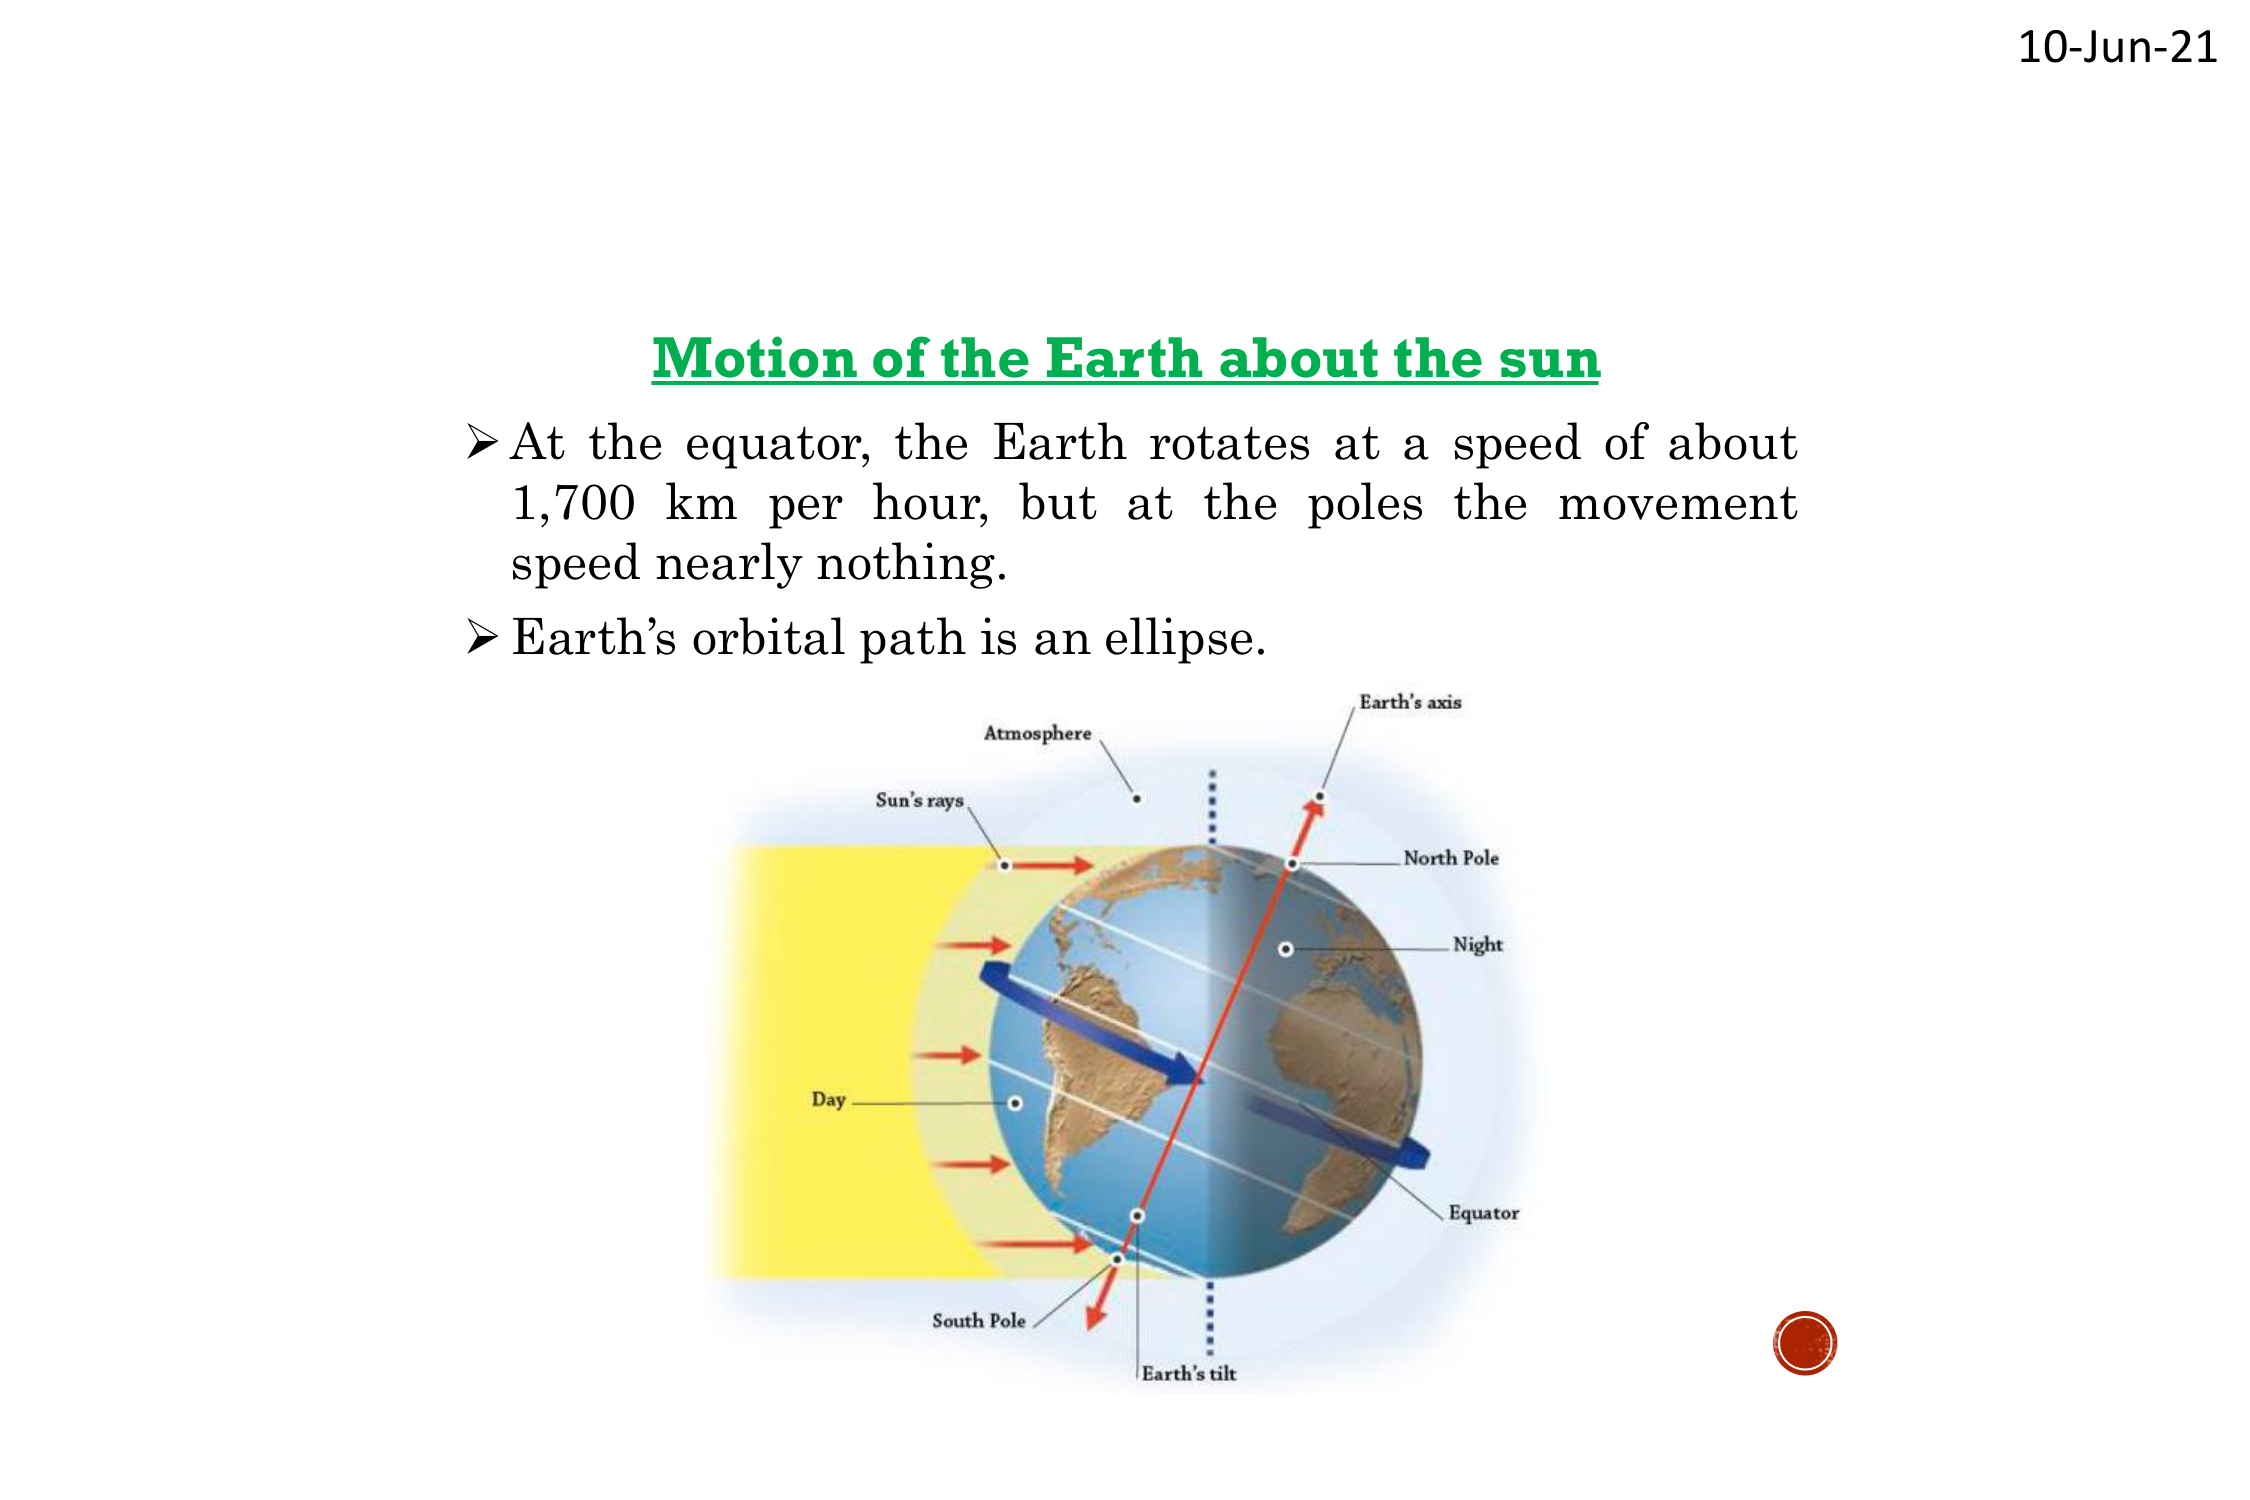 10-Jun-21
Motion of the Earth about the sun
➢ At the equator, the Earth rotates at a speed of about
1,700 km per hour, but at the poles the movement
speed nearly nothing.
➢ Earth’s orbital path is an ellipse.
Earth’s axis
Atmosphere
Sun’s rays
North Pole
Night
Day
Equator
South Pole
Earth’s tilt